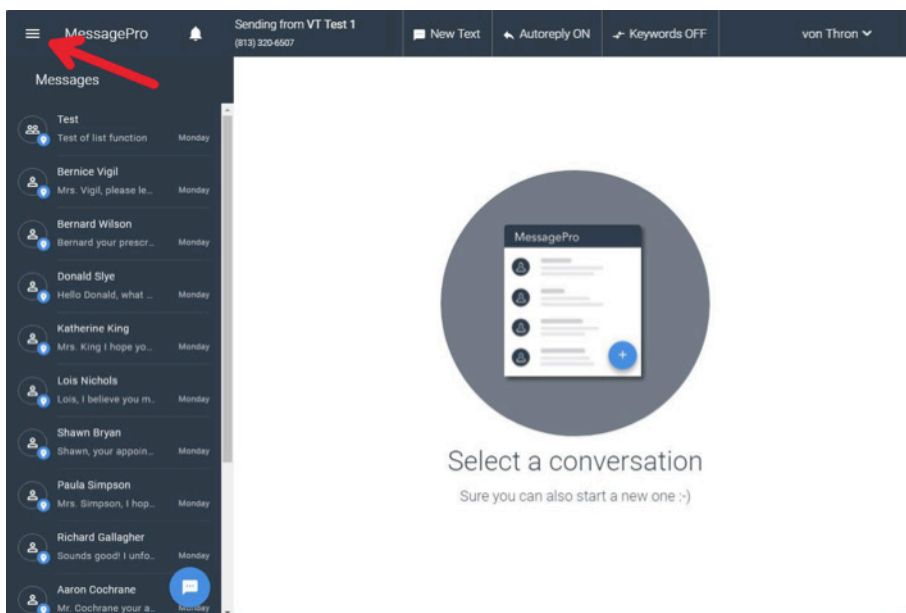 MessagePro
Sending from VT Test 1
(813) 320-6507
New Text
Autoreply ON
Keywords OFF
von Thron
Messages
Test
Test of list function Monday
Bernice Vigil
Mrs. Vigil, please le... Monday
Bernard Wilson
Bernard your prescr... Monday
Donald Slye
Hello Donald, what ... Monday
Katherine King
Mrs. King I hope yo... Monday
Lois Nichols
Lois, I believe you m... Monday
Shawn Bryan
Shawn, your appoin... Monday
Paula Simpson
Mrs. Simpson, I hop... Monday
Richard Gallagher
Sounds good! I unfo... Monday
Aaron Cochrane
Mr. Cochrane your a... Monday
MessagePro
Select a conversation
Sure you can also start a new one :-)